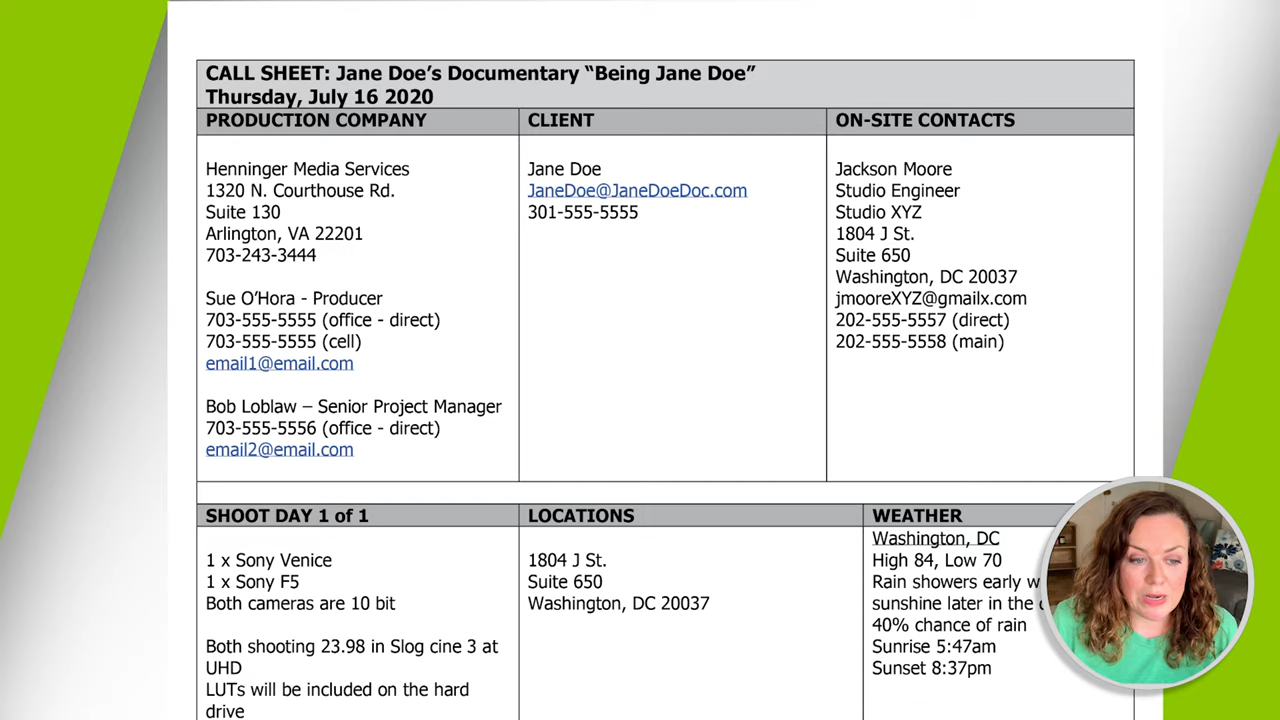 CALL SHEET: Jane Doe’s Documentary “Being Jane Doe”
Thursday, July 16 2020
PRODUCTION COMPANY
Henninger Media Services
1320 N. Courthouse Rd.
Suite 130
Arlington, VA 22201
703-243-3444
Sue O’Hora - Producer
703-555-5555 (office - direct)
703-555-5555 (cell)
email1@email.com
Bob Loblaw – Senior Project Manager
703-555-5556 (office - direct)
email2@email.com
CLIENT
Jane Doe
JaneDoe@JaneDoeDoc.com
301-555-5555
ON-SITE CONTACTS
Jackson Moore
Studio Engineer
Studio XYZ
1804 J St.
Suite 650
Washington, DC 20037
jmooreXYZ@gmailx.com
202-555-5557 (direct)
202-555-5558 (main)
SHOOT DAY 1 of 1
1 x Sony Venice
1 x Sony F5
Both cameras are 10 bit
Both shooting 23.98 in Slog cine 3 at
UHD
LUTs will be included on the hard
drive
LOCATIONS
1804 J St.
Suite 650
Washington, DC 20037
WEATHER
Washington, DC
High 84, Low 70
Rain showers early
sunshine later in the
40% chance of rain
Sunrise 5:47am
Sunset 8:37pm